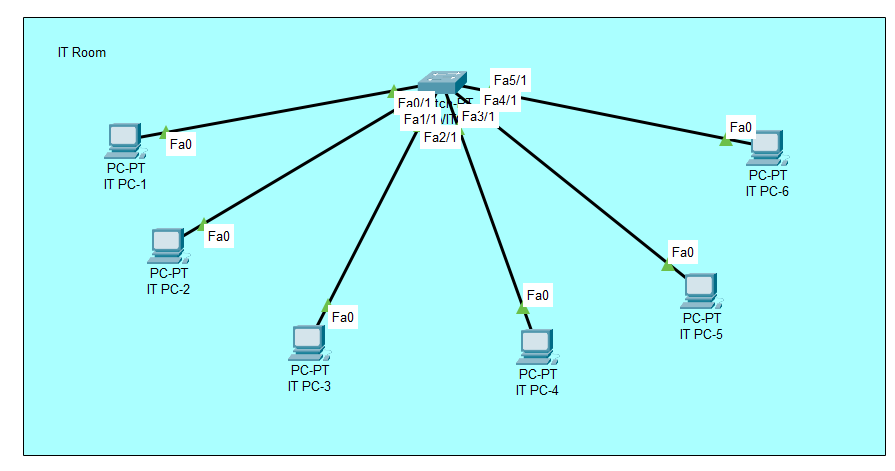 IT Room
Fa5/1
Fa4/1
Fa0/1
Fa3/1
Fa1/1
Fa2/1
Fa0
PC-PT
IT PC-1
Fa0
PC-PT
IT PC-6
Fa0
PC-PT
IT PC-2
Fa0
PC-PT
IT PC-5
Fa0
PC-PT
IT PC-3
Fa0
PC-PT
IT PC-4